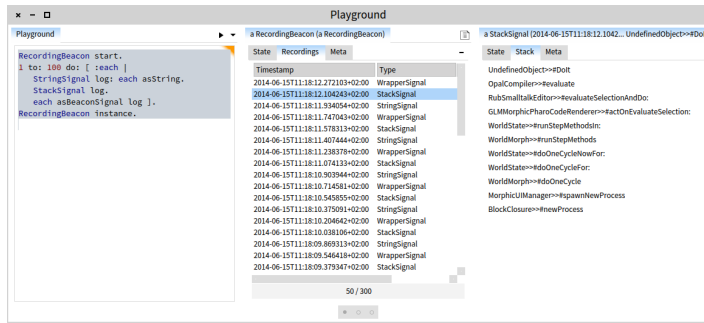 Playground
Playground
RecordingBeacon start.
1 to: 100 do: [ :each |
StringSignal log: each asString.
StackSignal log.
each asBeaconSignal log ].
RecordingBeacon instance.
a RecordingBeacon (a RecordingBeacon)
State Recordings Meta
Timestamp Type
2014-06-15T11:18:12.272103+02:00 WrapperSignal
2014-06-15T11:18:12.104243+02:00 StackSignal
2014-06-15T11:18:11.934054+02:00 StringSignal
2014-06-15T11:18:11.747043+02:00 WrapperSignal
2014-06-15T11:18:11.578313+02:00 StackSignal
2014-06-15T11:18:11.407444+02:00 StringSignal
2014-06-15T11:18:11.238378+02:00 WrapperSignal
2014-06-15T11:18:11.074133+02:00 StackSignal
2014-06-15T11:18:10.903944+02:00 StringSignal
2014-06-15T11:18:10.714581+02:00 WrapperSignal
2014-06-15T11:18:10.545855+02:00 StackSignal
2014-06-15T11:18:10.375091+02:00 StringSignal
2014-06-15T11:18:10.204642+02:00 WrapperSignal
2014-06-15T11:18:10.038106+02:00 StackSignal
2014-06-15T11:18:09.869313+02:00 StringSignal
2014-06-15T11:18:09.546418+02:00 WrapperSignal
2014-06-15T11:18:09.379347+02:00 StackSignal
50 / 300
a StackSignal (2014-06-15T11:18:12.1042... UndefinedObject>>#DoIt
State Stack Meta
UndefinedObject>>#DoIt
OpalCompiler>>#evaluate
RubSmalltalkEditor>>#evaluateSelectionAndDo:
GLMMorphicPharoCodeRenderer>>#actOnEvaluateSelection:
WorldState>>#runStepMethodsIn:
WorldMorph>>#runStepMethods
WorldState>>#doOneCycleNowFor:
WorldState>>#doOneCycleFor:
WorldMorph>>#doOneCycle
MorphicUIManager>>#spawnNewProcess
BlockClosure>>#newProcess